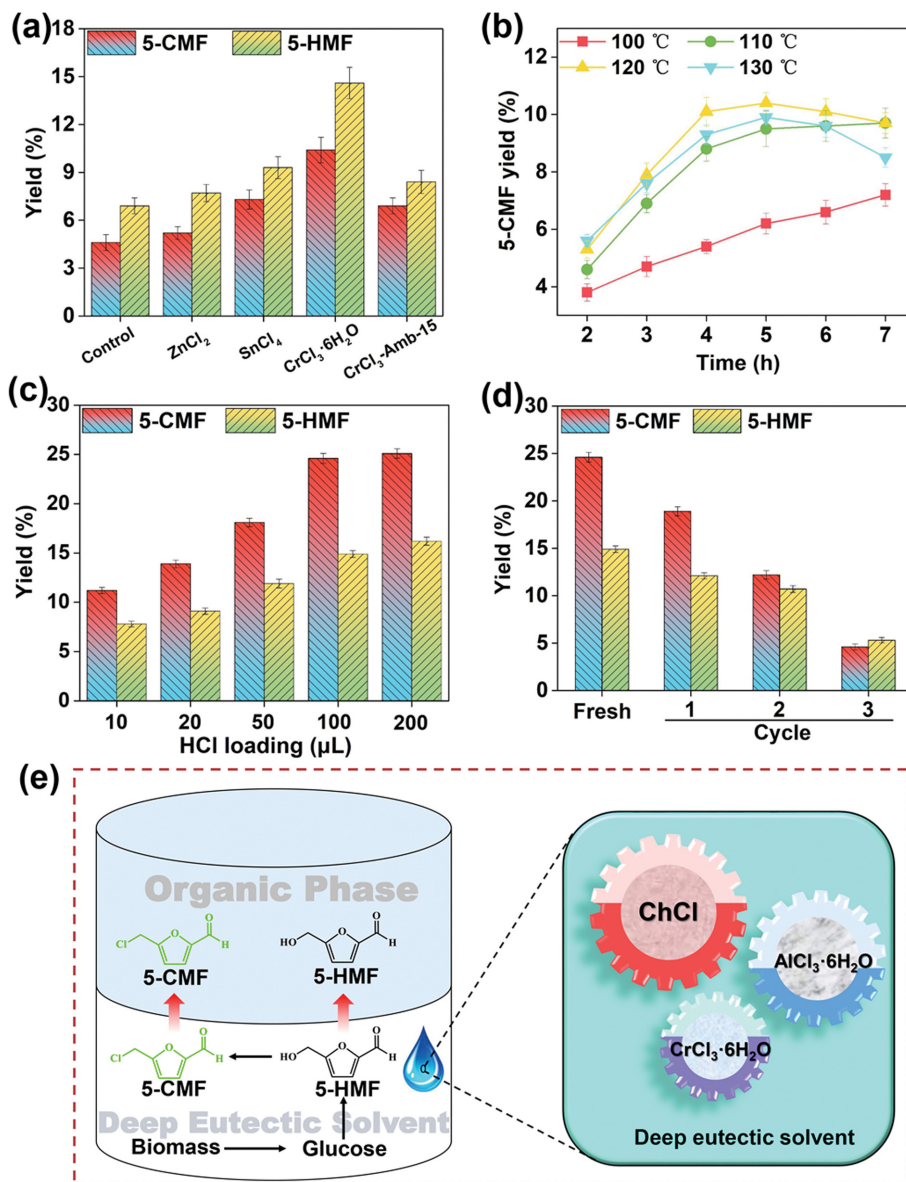 (a)
5-CMF 5-HMF
Yield (%)
18
15
12
9
6
3
0
Control ZnCl₂ SnCl₄ CrCl₃·6H₂O CrCl₃-Amb-15
(b)
100 ℃ 110 ℃
120 ℃ 130 ℃
5-CMF yield (%)
12
10
8
6
4
2 3 4 5 6 7
Time (h)
(c)
5-CMF 5-HMF
Yield (%)
30
25
20
15
10
5
0
10 20 50 100 200
HCl loading (μL)
(d)
5-CMF 5-HMF
Yield (%)
30
25
20
15
10
5
0
Fresh 1 2 3
Cycle
(e)
Organic Phase
Cl O O H HO O O H
5-CMF 5-HMF
Cl O O H HO O O H
5-CMF 5-HMF
Deep Eutectic Solvent
Biomass Glucose
ChCl
AlCl₃·6H₂O
CrCl₃·6H₂O
Deep eutectic solvent